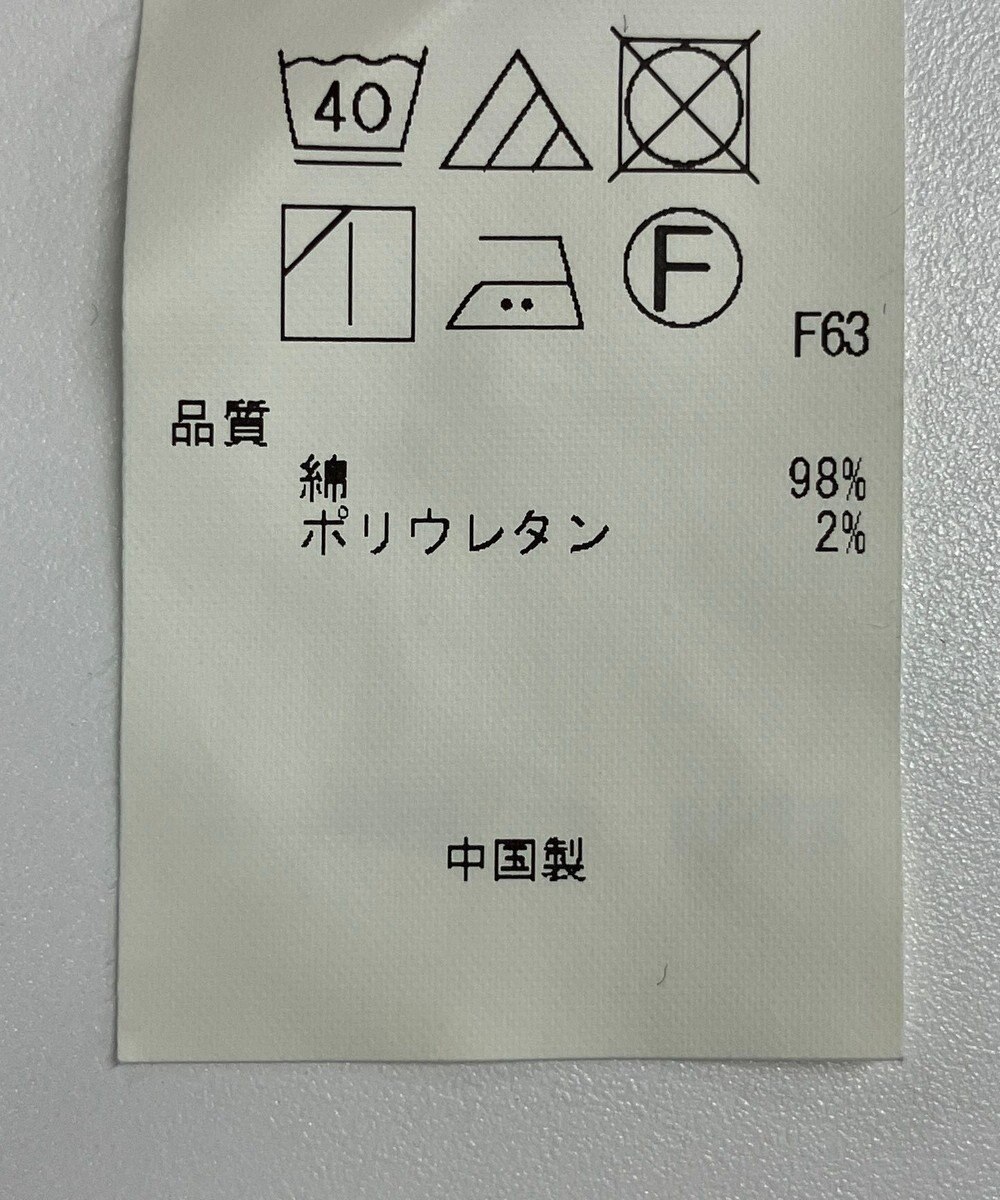 40
F
F63
品質
綿 98%
ポリウレタン 2%
中国製